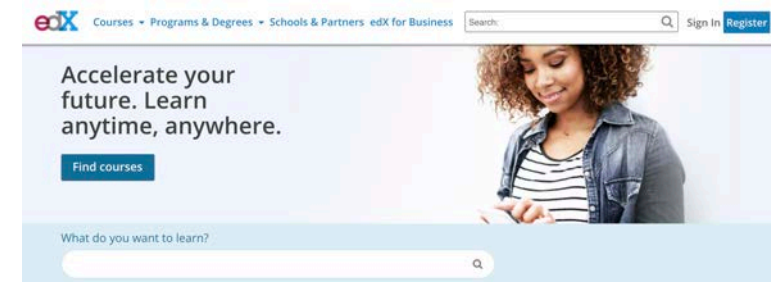 edX Courses Programs & Degrees Schools & Partners edX for Business Search: Sign In Register
Accelerate your
future. Learn
anytime, anywhere.
Find courses
What do you want to learn?